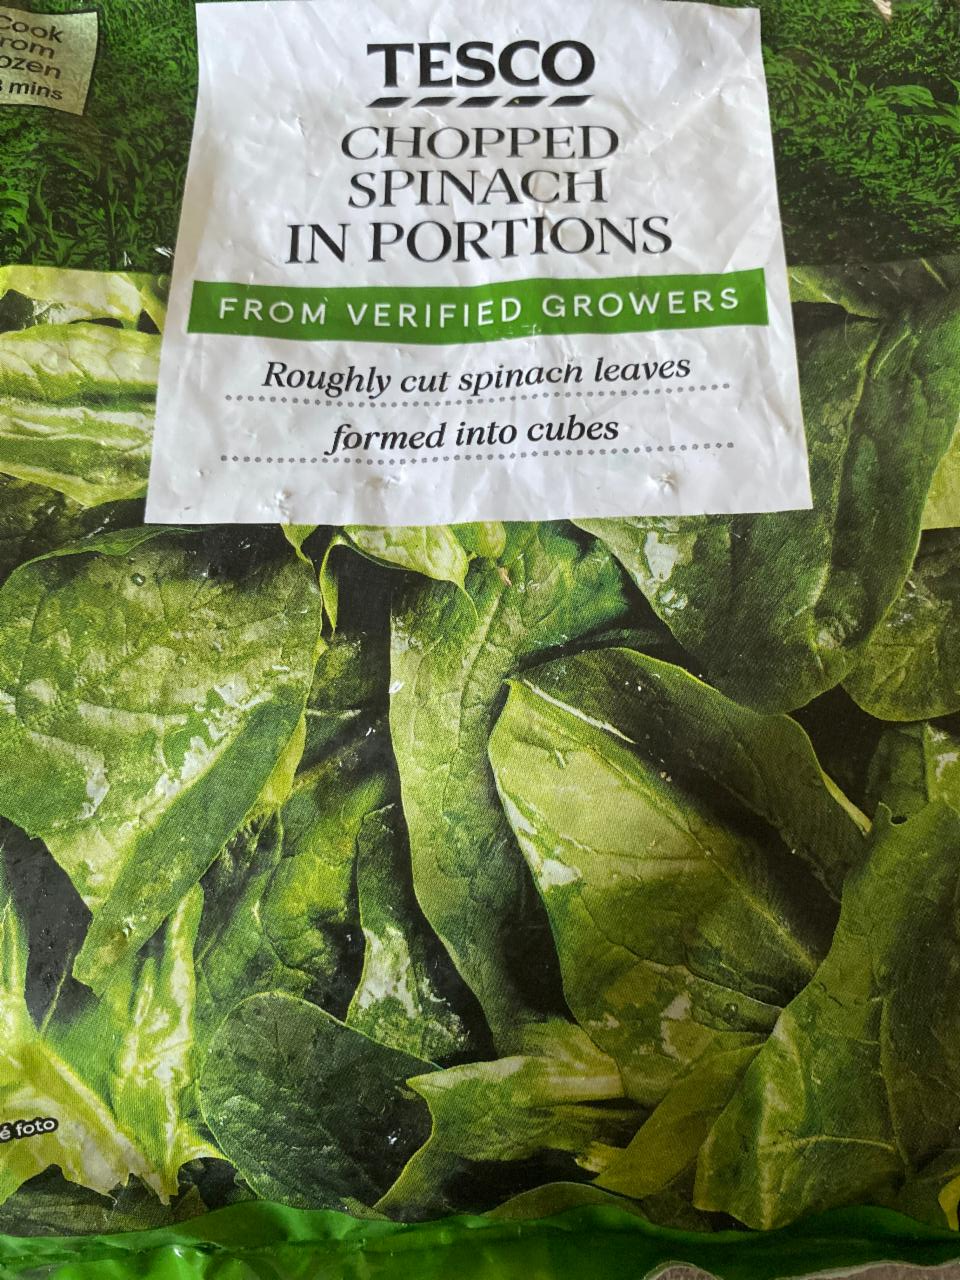 Cook
from
frozen
mins
TESCO
CHOPPED
SPINACH
IN PORTIONS
FROM VERIFIED GROWERS
Roughly cut spinach leaves
formed into cubes
é foto